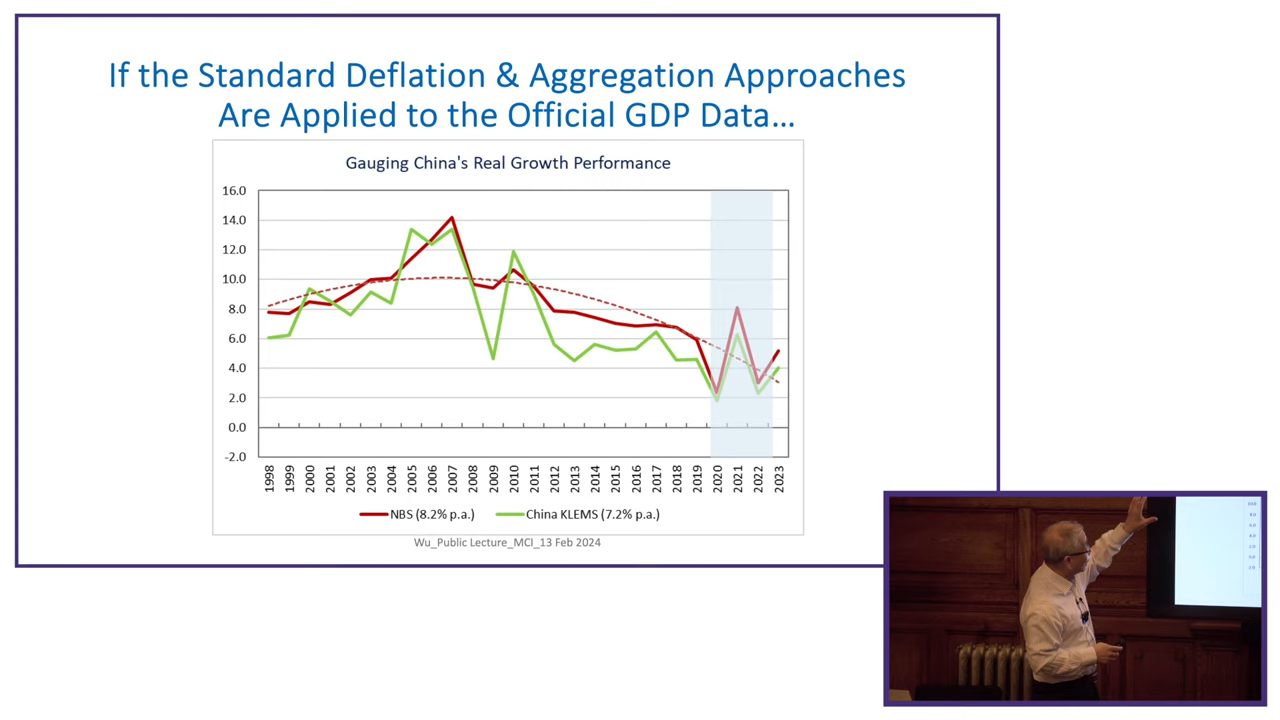 If the Standard Deflation & Aggregation Approaches
Are Applied to the Official GDP Data...
Gauging China's Real Growth Performance
16.0
14.0
12.0
10.0
8.0
6.0
4.0
2.0
0.0
-2.0
1998 1999 2000 2001 2002 2003 2004 2005 2006 2007 2008 2009 2010 2011 2012 2013 2014 2015 2016 2017 2018 2019 2020 2021 2022 2023
NBS (8.2% p.a.) China KLEMS (7.2% p.a.)
Wu_Public Lecture_MCI_13 Feb 2024